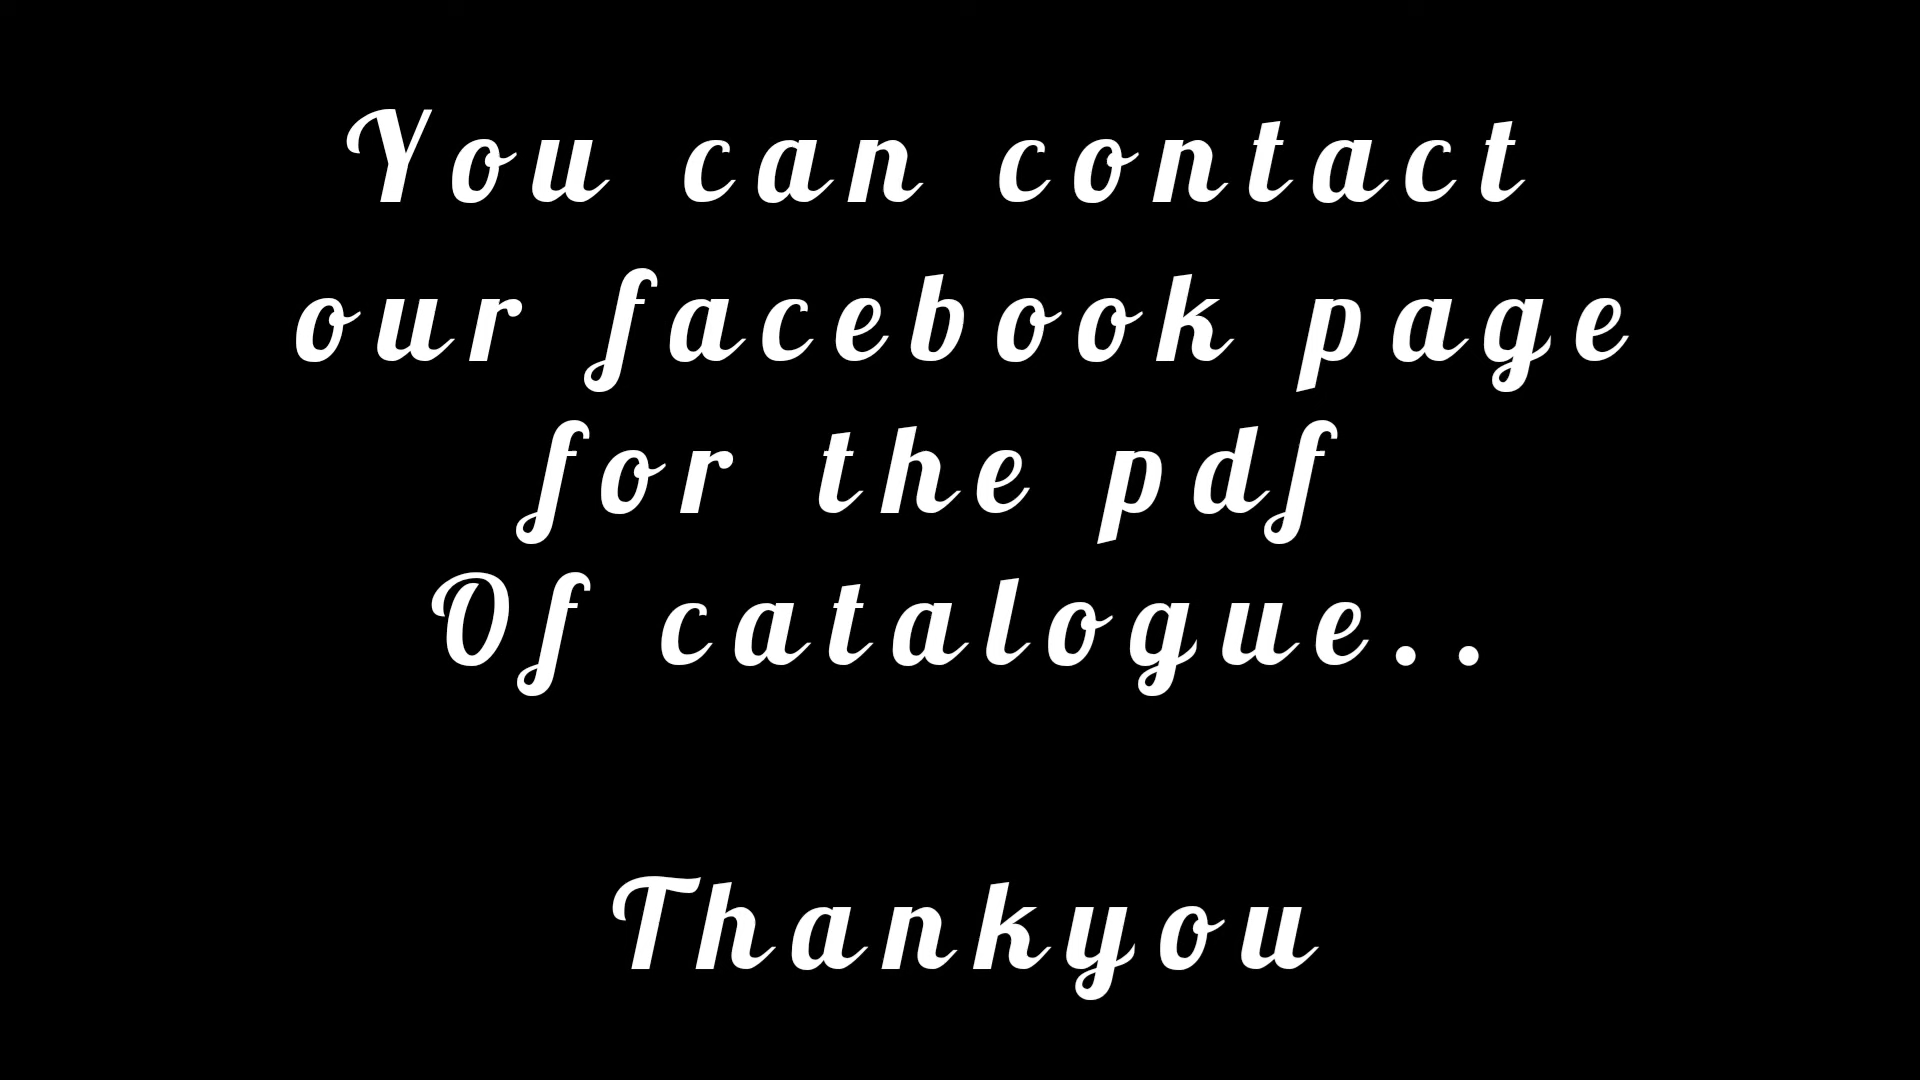 You can contact
our facebook page
for the pdf
Of catalogue..
Thankyou